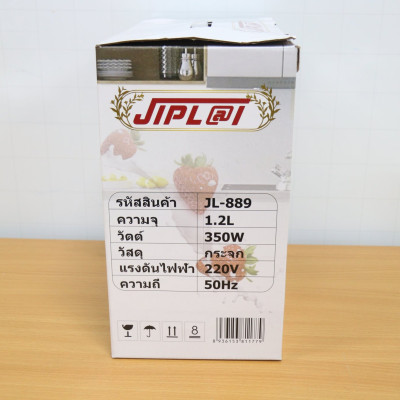 JIPL@T
รหัสสินค้า JL-889
ความจุ 1.2L
วัตต์ 350W
วัสดุ กระจก
แรงดันไฟฟ้า 220V
ความถี่ 50Hz
11 8